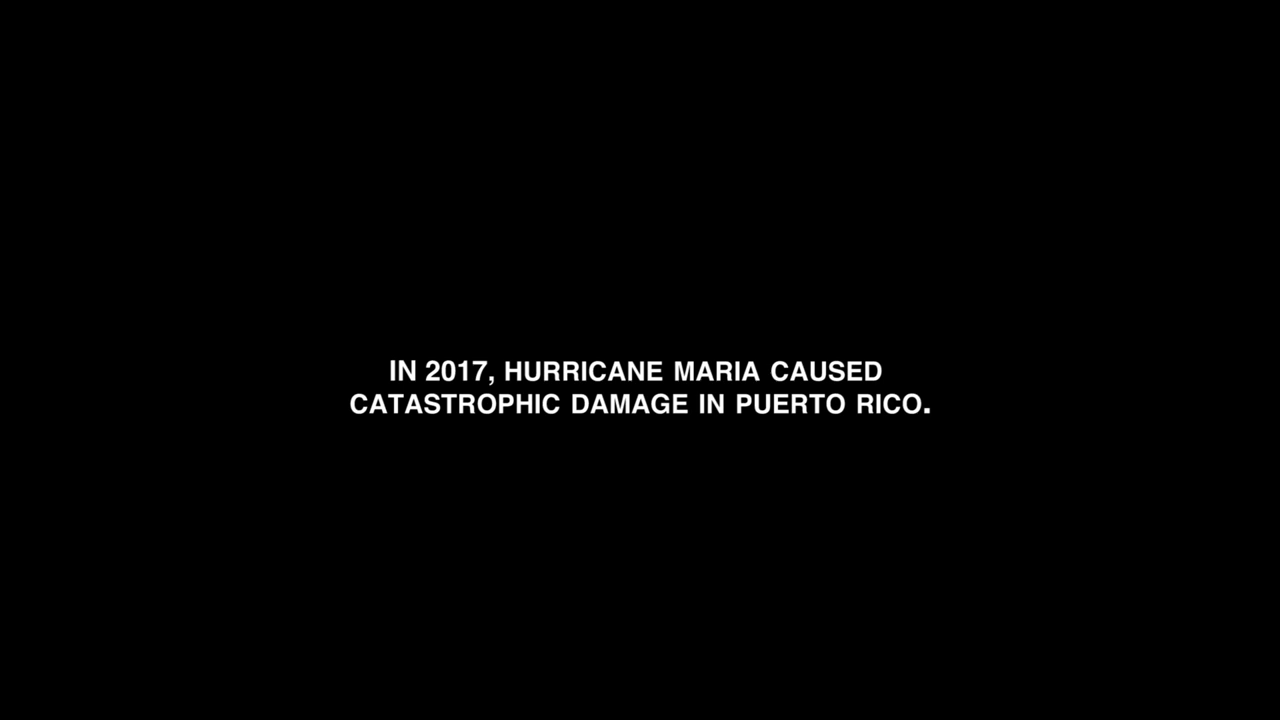 IN 2017, HURRICANE MARIA CAUSED
CATASTROPHIC DAMAGE IN PUERTO RICO.